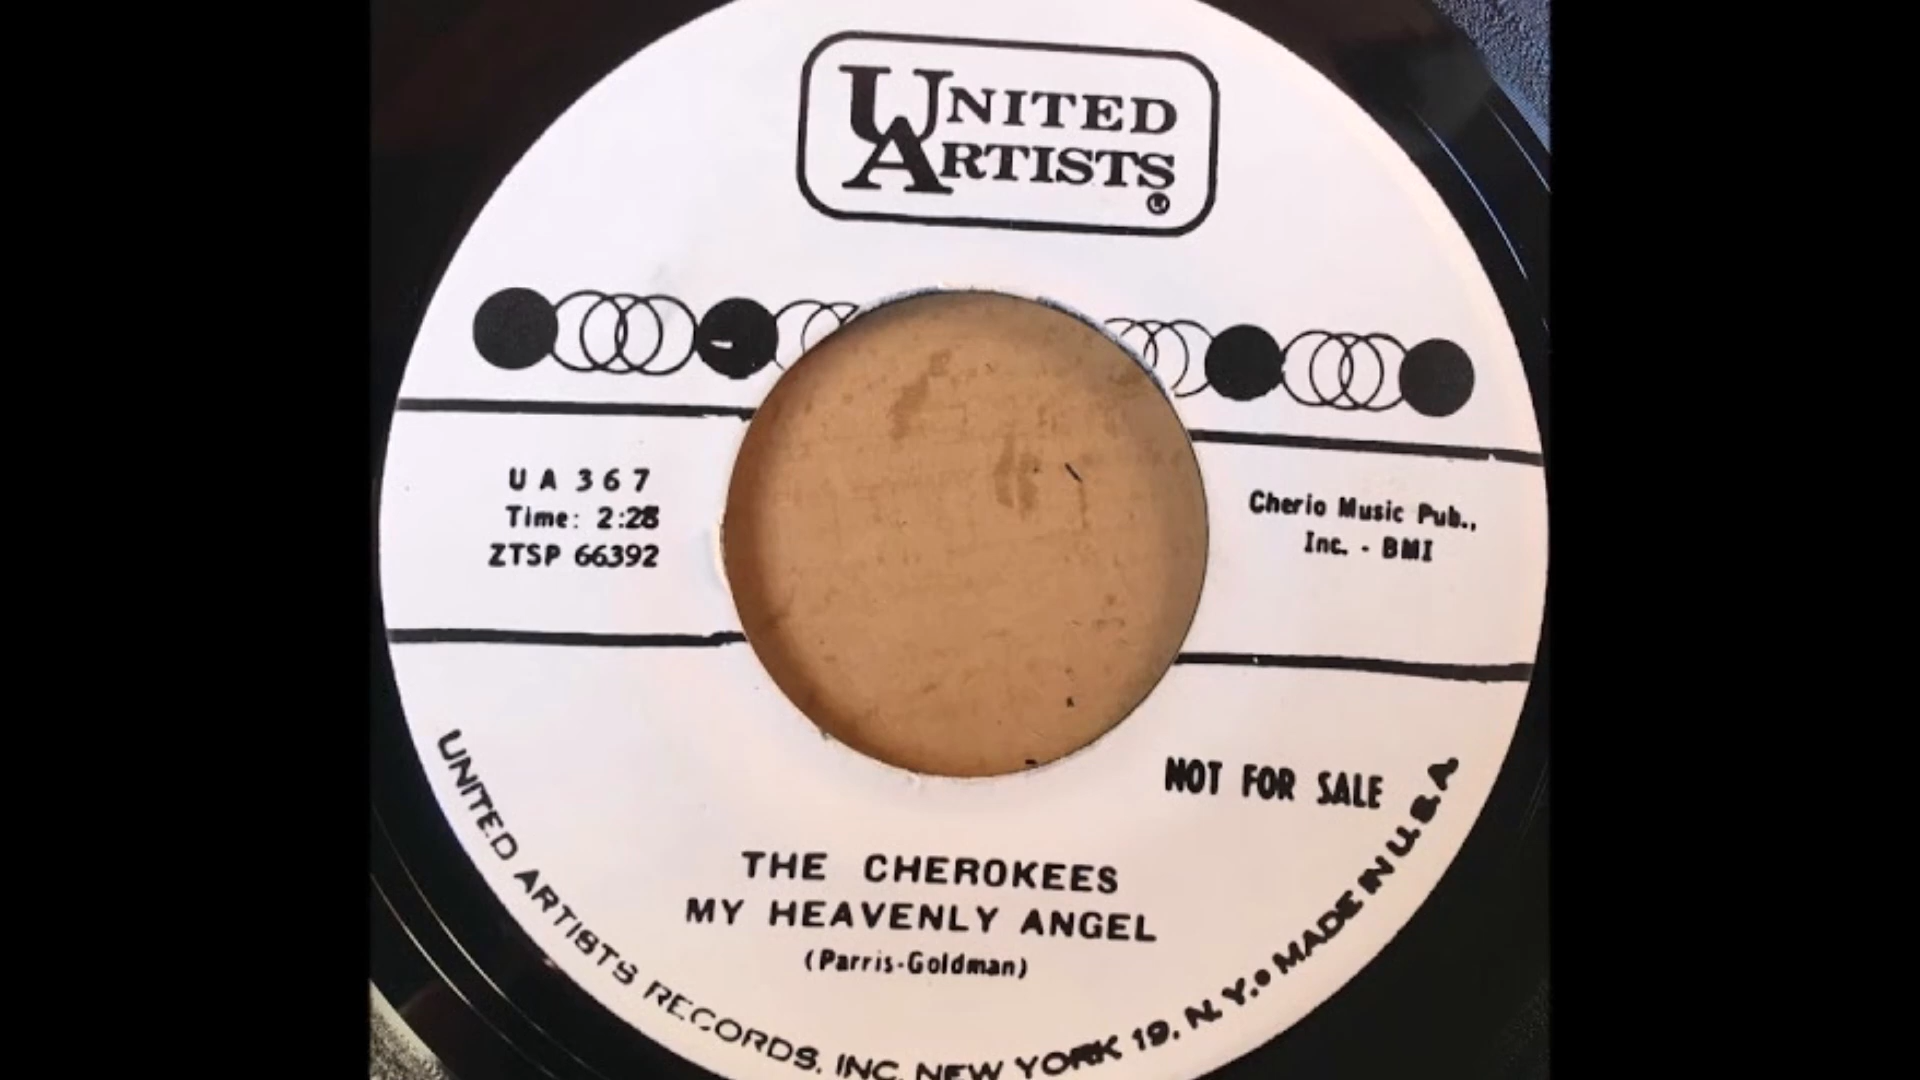 UNITED
ARTISTS
®
UA 367
Time: 2:28
ZTSP 66392
Cherio Music Pub.,
Inc. - BMI
NOT FOR SALE
THE CHEROKEES
MY HEAVENLY ANGEL
(Parris-Goldman)
UNITED ARTISTS RECORDS, INC. NEW YORK 19, N.Y. • MADE IN U.S.A.